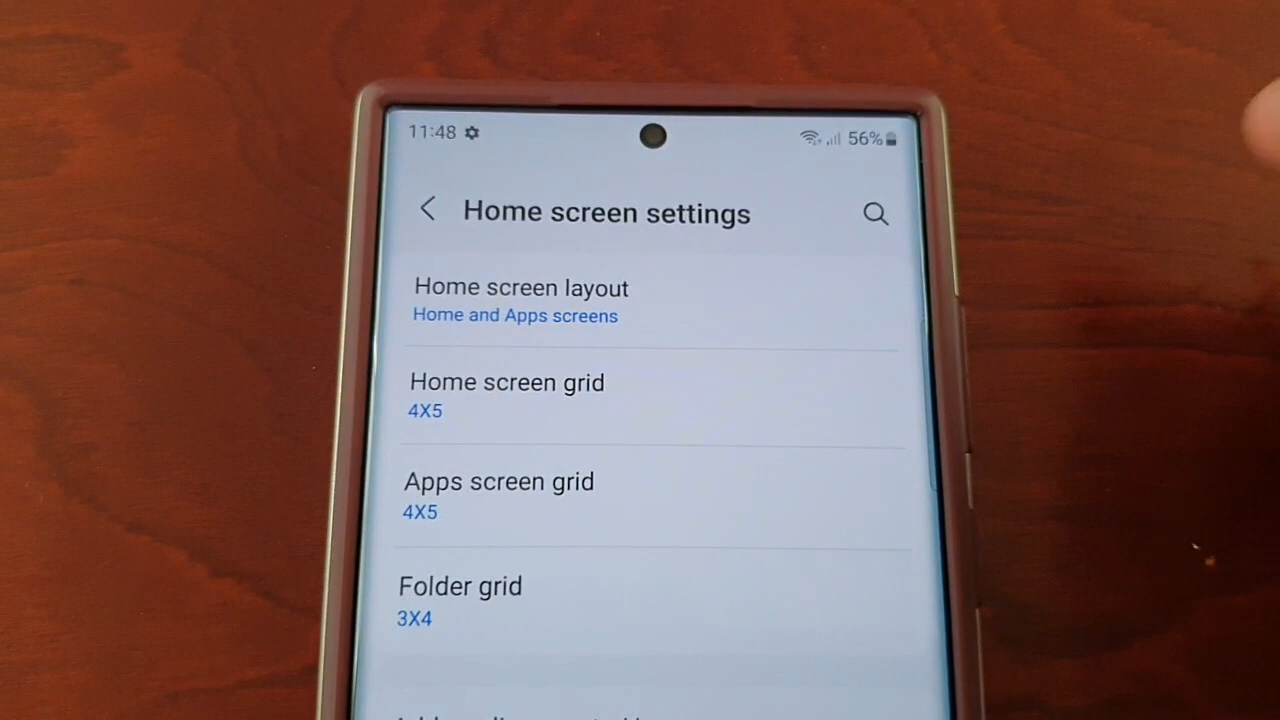 11:48 56%
Home screen settings
Home screen layout
Home and Apps screens
Home screen grid
4X5
Apps screen grid
4X5
Folder grid
3X4